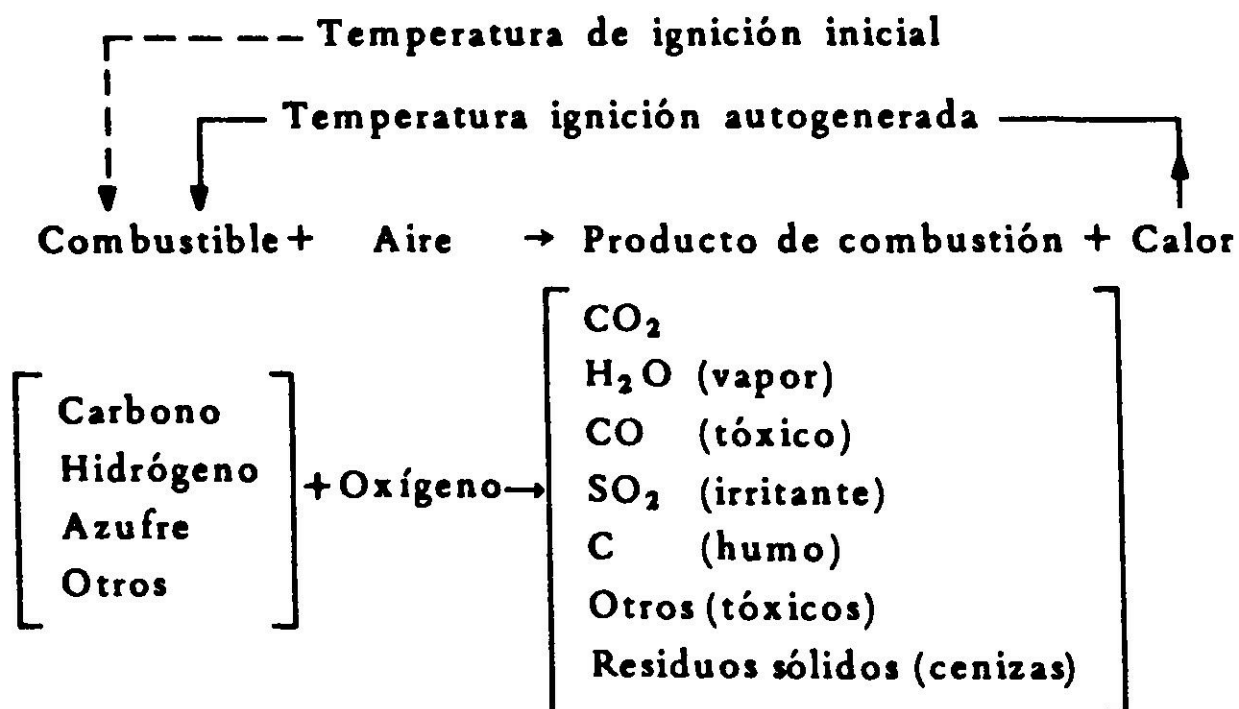 Temperatura de ignición inicial
Temperatura ignición autogenerada
Combustible + Aire → Producto de combustión + Calor
Carbono
Hidrógeno
Azufre
Otros
+ Oxígeno →
CO₂
H₂O (vapor)
CO (tóxico)
SO₂ (irritante)
C (humo)
Otros (tóxicos)
Residuos sólidos (cenizas)